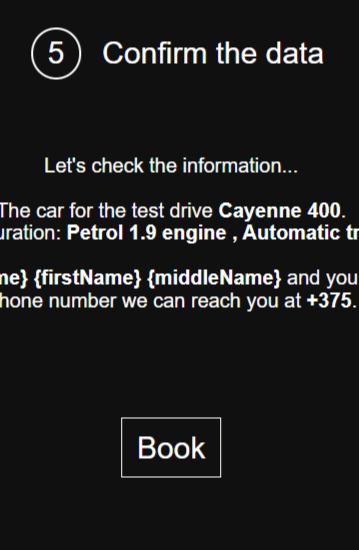 5 Confirm the data
Let's check the information...
The car for the test drive Cayenne 400.
uration: Petrol 1.9 engine , Automatic tr
me} {firstName} {middleName} and you
hone number we can reach you at +375.
Book